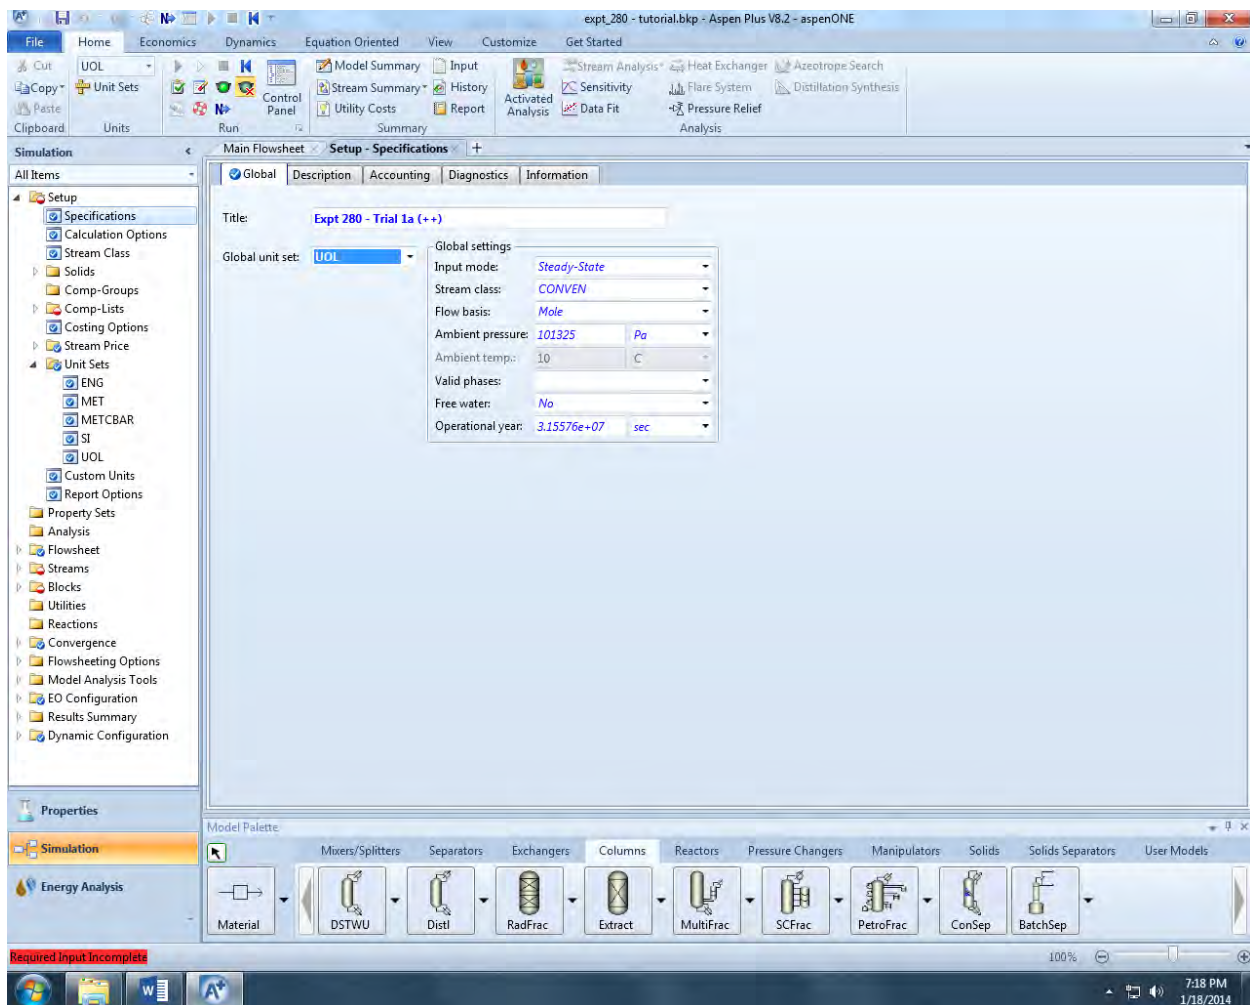 expt_280 - tutorial.bkp - Aspen Plus V8.2 - aspenONE
File Home Economics Dynamics Equation Oriented View Customize Get Started
Cut UOL Model Summary Input Stream Analysis Heat Exchanger Azeotrope Search
Copy Unit Sets Stream Summary History Sensitivity Flare System Distillation Synthesis
Paste Control Panel Utility Costs Report Activated Analysis Data Fit Pressure Relief
Clipboard Units Run Summary Analysis
Simulation Main Flowsheet Setup - Specifications +
All Items Global Description Accounting Diagnostics Information
Setup
Specifications
Calculation Options
Stream Class
Solids
Comp-Groups
Comp-Lists
Costing Options
Stream Price
Unit Sets
ENG
MET
METCBAR
SI
UOL
Custom Units
Report Options
Property Sets
Analysis
Flowsheet
Streams
Blocks
Utilities
Reactions
Convergence
Flowsheeting Options
Model Analysis Tools
EO Configuration
Results Summary
Dynamic Configuration
Properties
Simulation
Energy Analysis
Title: Expt 280 - Trial 1a (++)
Global unit set: UOL
Global settings
Input mode: Steady-State
Stream class: CONVEN
Flow basis: Mole
Ambient pressure: 101325 Pa
Ambient temp.: 10 C
Valid phases:
Free water: No
Operational year: 3.15576e+07 sec
Model Palette
Mixers/Splitters Separators Exchangers Columns Reactors Pressure Changers Manipulators Solids Solids Separators User Models
Material DSTWU Distl RadFrac Extract MultiFrac SCFrac PetroFrac ConSep BatchSep
Required Input Incomplete 100%
7:18 PM
1/18/2014